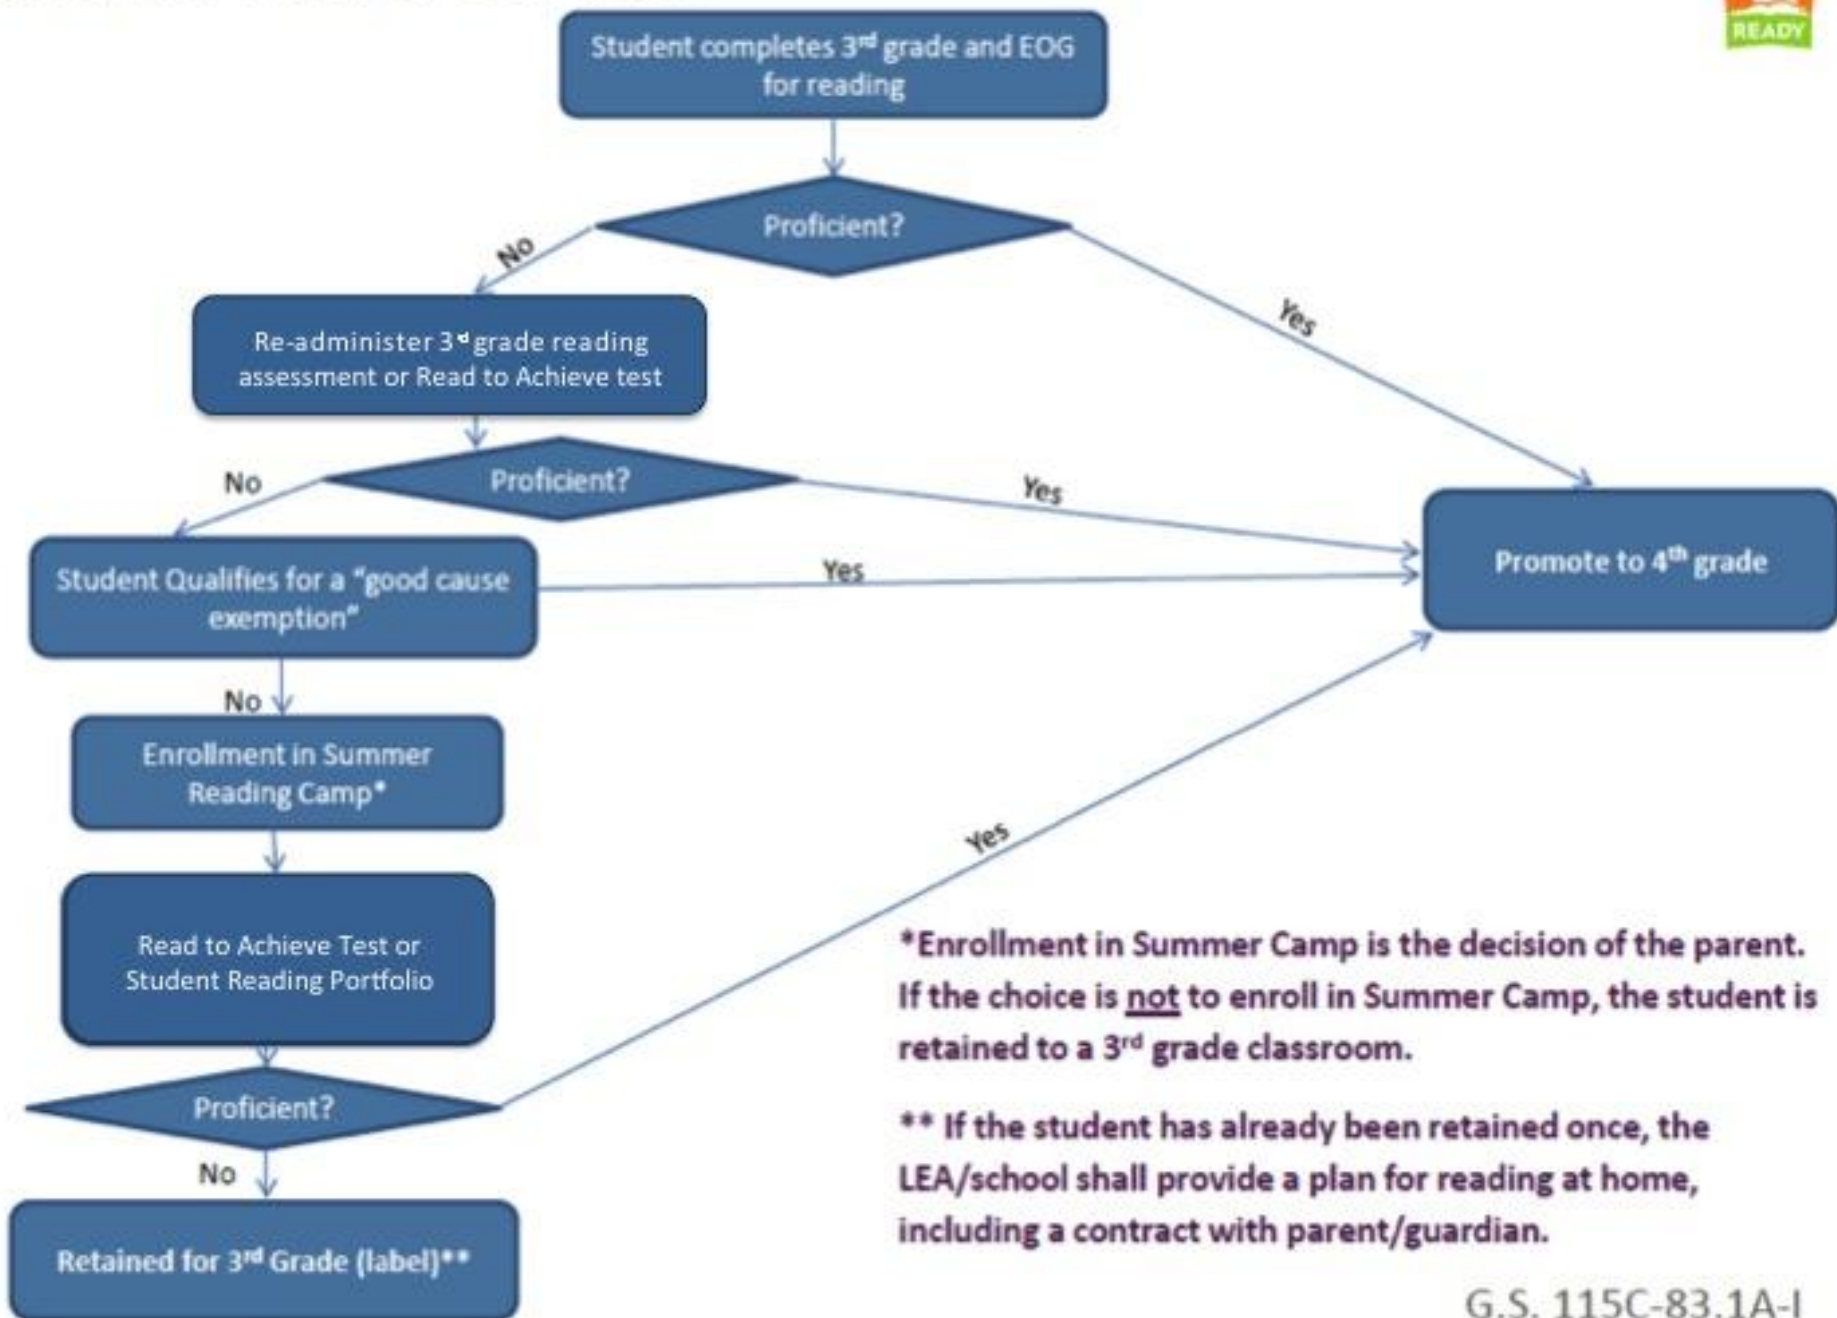 READY
Student completes 3rd grade and EOG
for reading
Proficient?
No
Yes
Re-administer 3rd grade reading
assessment or Read to Achieve test
Proficient?
No
Yes
Student Qualifies for a "good cause
exemption"
Yes
Promote to 4th grade
No
Enrollment in Summer
Reading Camp*
Read to Achieve Test or
Student Reading Portfolio
Yes
Proficient?
No
Retained for 3rd Grade (label)**
*Enrollment in Summer Camp is the decision of the parent.
If the choice is not to enroll in Summer Camp, the student is
retained to a 3rd grade classroom.
** If the student has already been retained once, the
LEA/school shall provide a plan for reading at home,
including a contract with parent/guardian.
G.S. 115C-83.1A-I